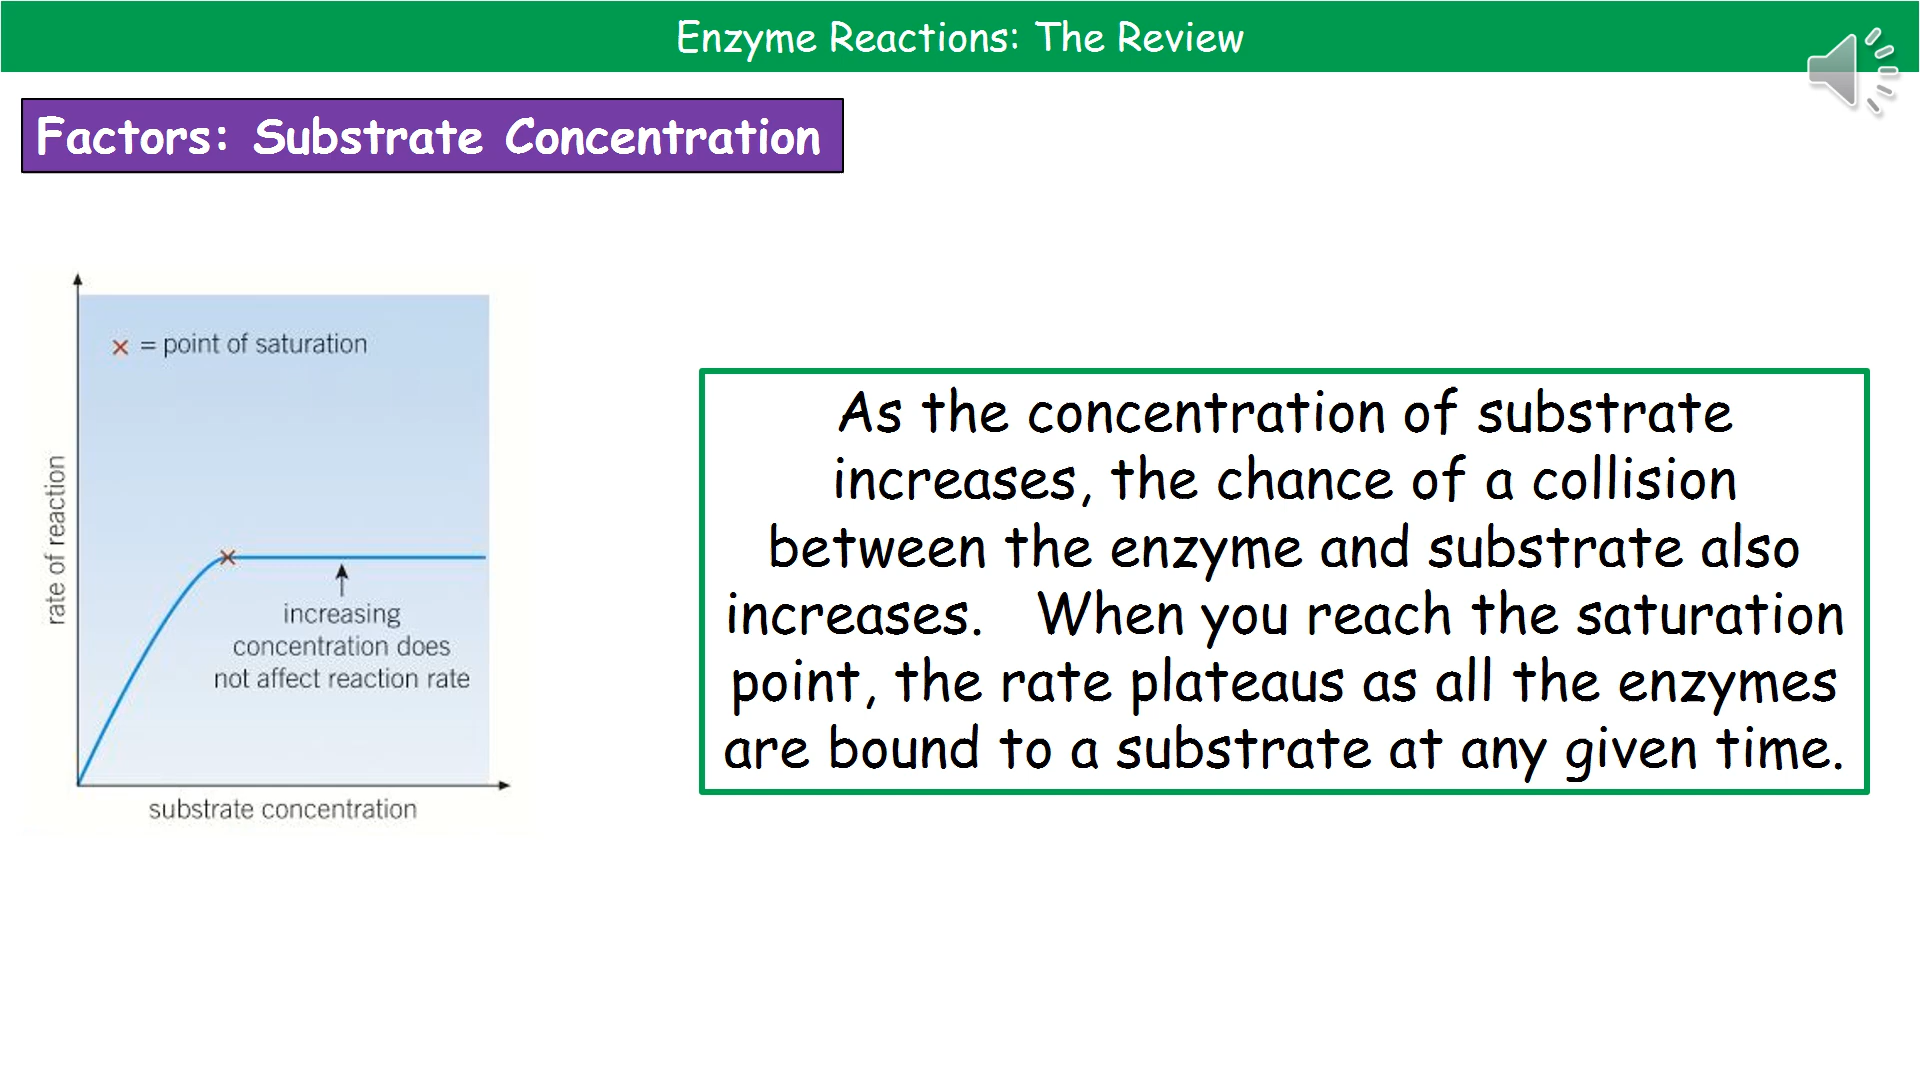 Enzyme Reactions: The Review
Factors: Substrate Concentration
× = point of saturation
rate of reaction
increasing
concentration does
not affect reaction rate
substrate concentration
As the concentration of substrate
increases, the chance of a collision
between the enzyme and substrate also
increases. When you reach the saturation
point, the rate plateaus as all the enzymes
are bound to a substrate at any given time.